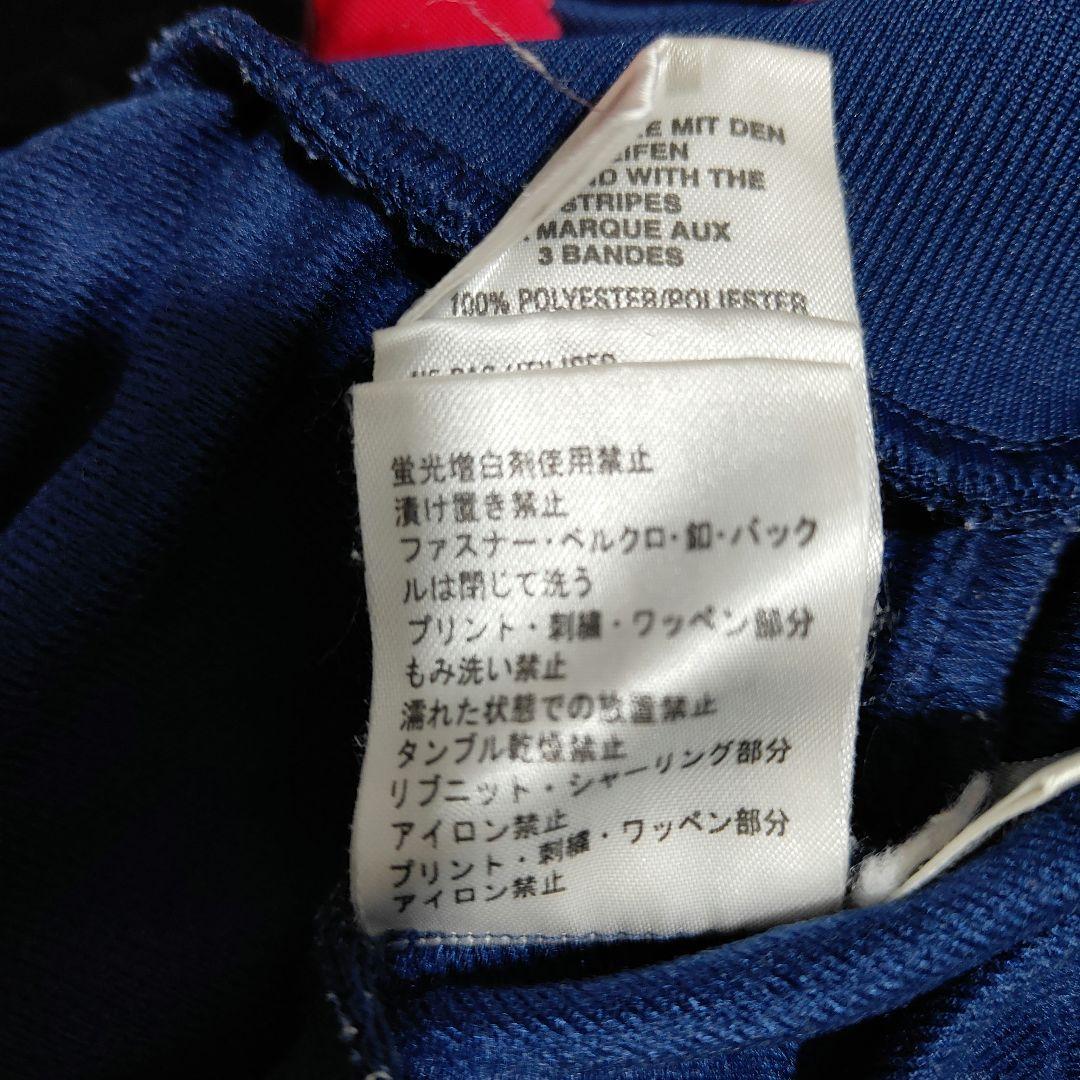 MIT DEN
WITH THE
STRIPES
MARQUE AUX
3 BANDES
100% POLYESTER/POLIESTER
蛍光増白剤使用禁止
漬け置き禁止
ファスナー・ベルクロ・釦・バック
ルは閉じて洗う
プリント・刺繍・ワッペン部分
もみ洗い禁止
濡れた状態での放置禁止
タンブル乾燥禁止
リブニット・シャーリング部分
アイロン禁止
プリント・刺繍・ワッペン部分
アイロン禁止